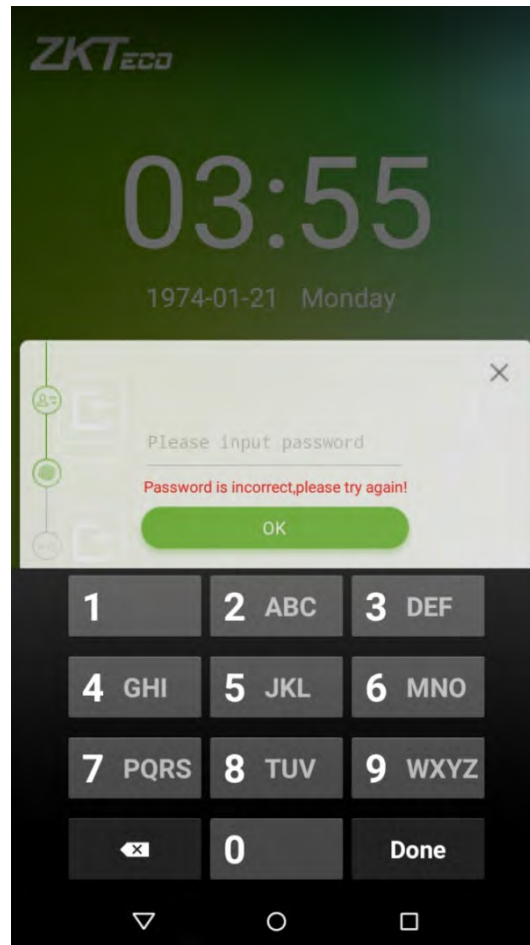 ZKTECO
03:55
1974-01-21 Monday
Please input password
Password is incorrect,please try again!
OK
1
2 ABC
3 DEF
4 GHI
5 JKL
6 MNO
7 PQRS
8 TUV
9 WXYZ
0
Done